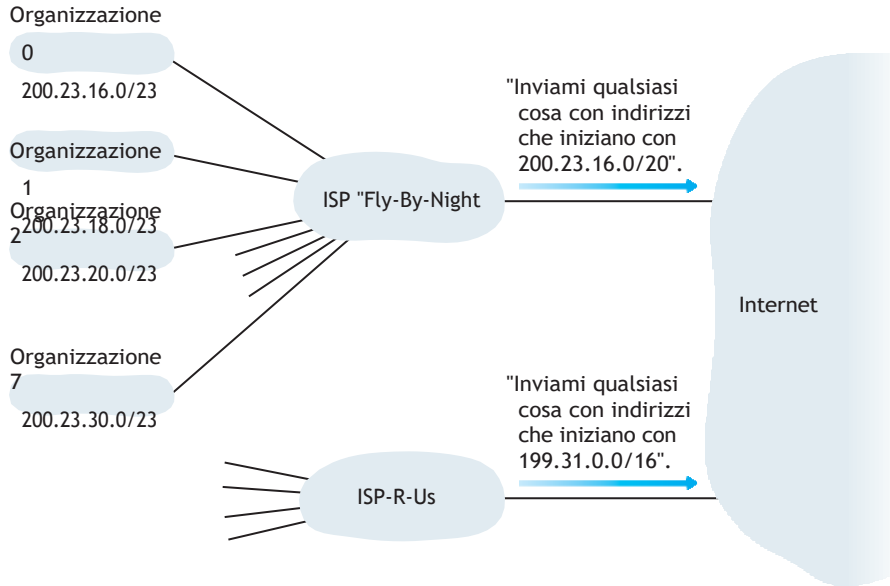 Organizzazione
0
200.23.16.0/23
Organizzazione
1
200.23.18.0/23
Organizzazione
2
200.23.20.0/23
Organizzazione
7
200.23.30.0/23
ISP "Fly-By-Night
"Inviami qualsiasi
cosa con indirizzi
che iniziano con
200.23.16.0/20".
Internet
"Inviami qualsiasi
cosa con indirizzi
che iniziano con
199.31.0.0/16".
ISP-R-Us